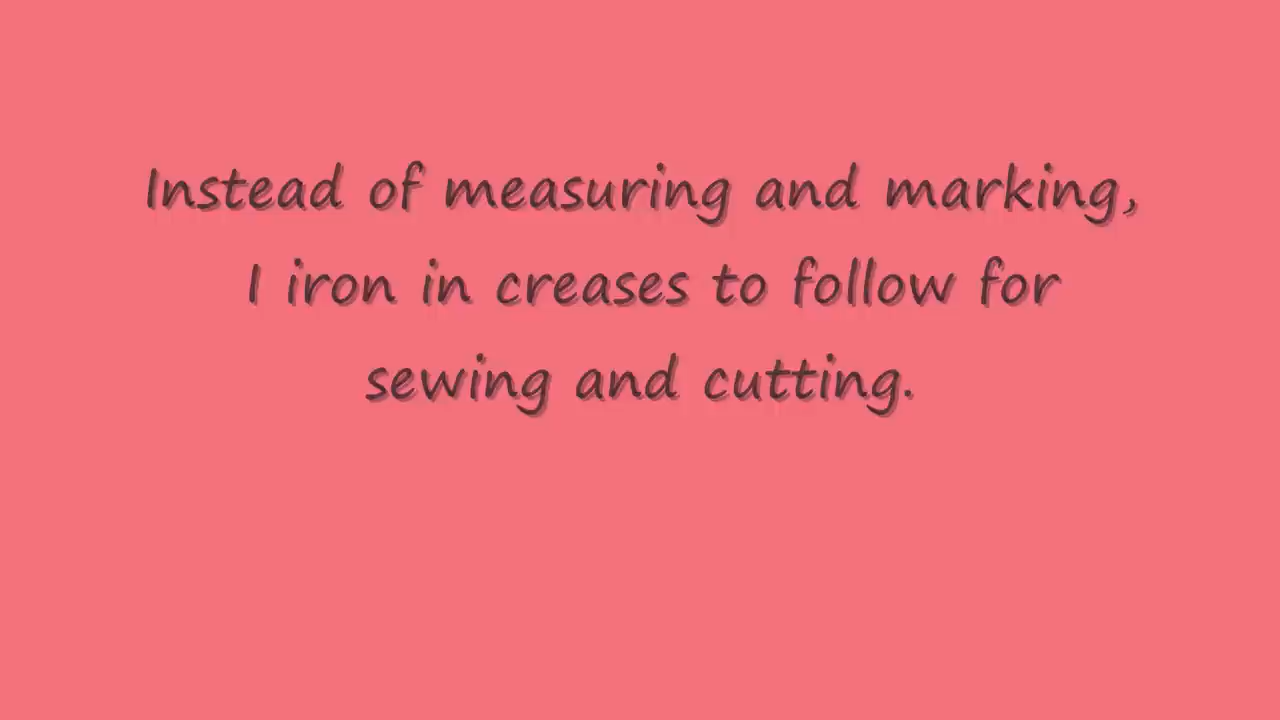 Instead of measuring and marking,
I iron in creases to follow for
sewing and cutting.